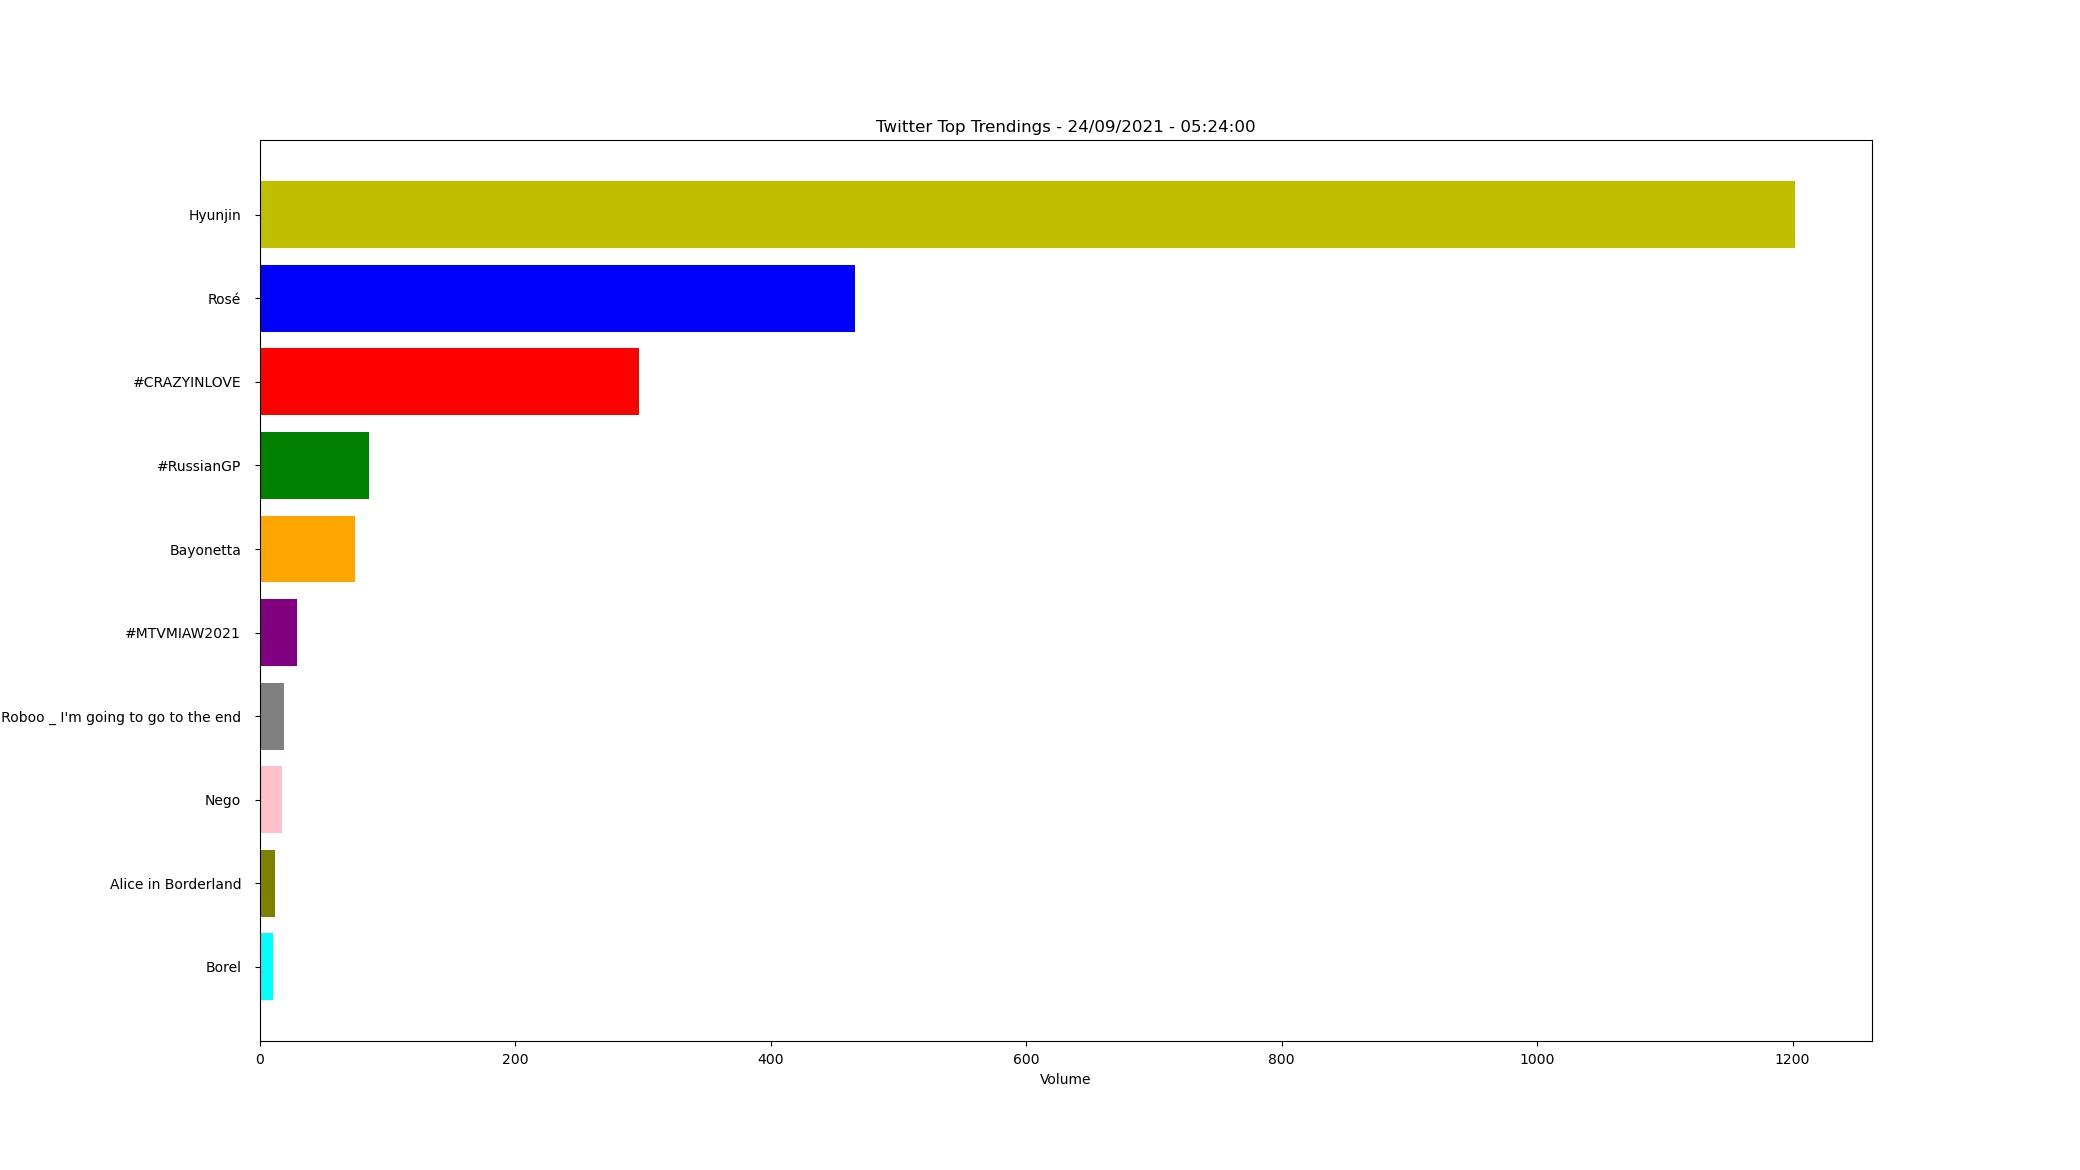 Twitter Top Trendings - 24/09/2021 - 05:24:00
Hyunjin
Rosé
#CRAZYINLOVE
#RussianGP
Bayonetta
#MTVMIAW2021
Roboo _ I'm going to go to the end
Nego
Alice in Borderland
Borel
0 200 400 600 800 1000 1200
Volume